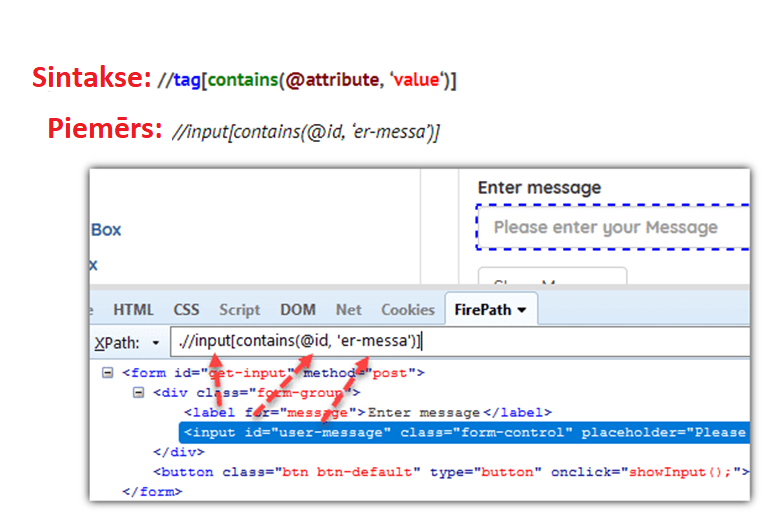 Sintakse: //tag[contains(@attribute, ‘value‘)]
Piemērs: //input[contains(@id, ‘er-messa’)]
Enter message
Box
Please enter your Message
x
HTML CSS Script DOM Net Cookies FirePath
XPath: .//input[contains(@id, 'er-messa')]
<form id="get-input" method="post">
<div class="form-group">
<label for="message">Enter message</label>
<input id="user-message" class="form-control" placeholder="Please
</div>
<button class="btn btn-default" type="button" onclick="showInput();">
</form>